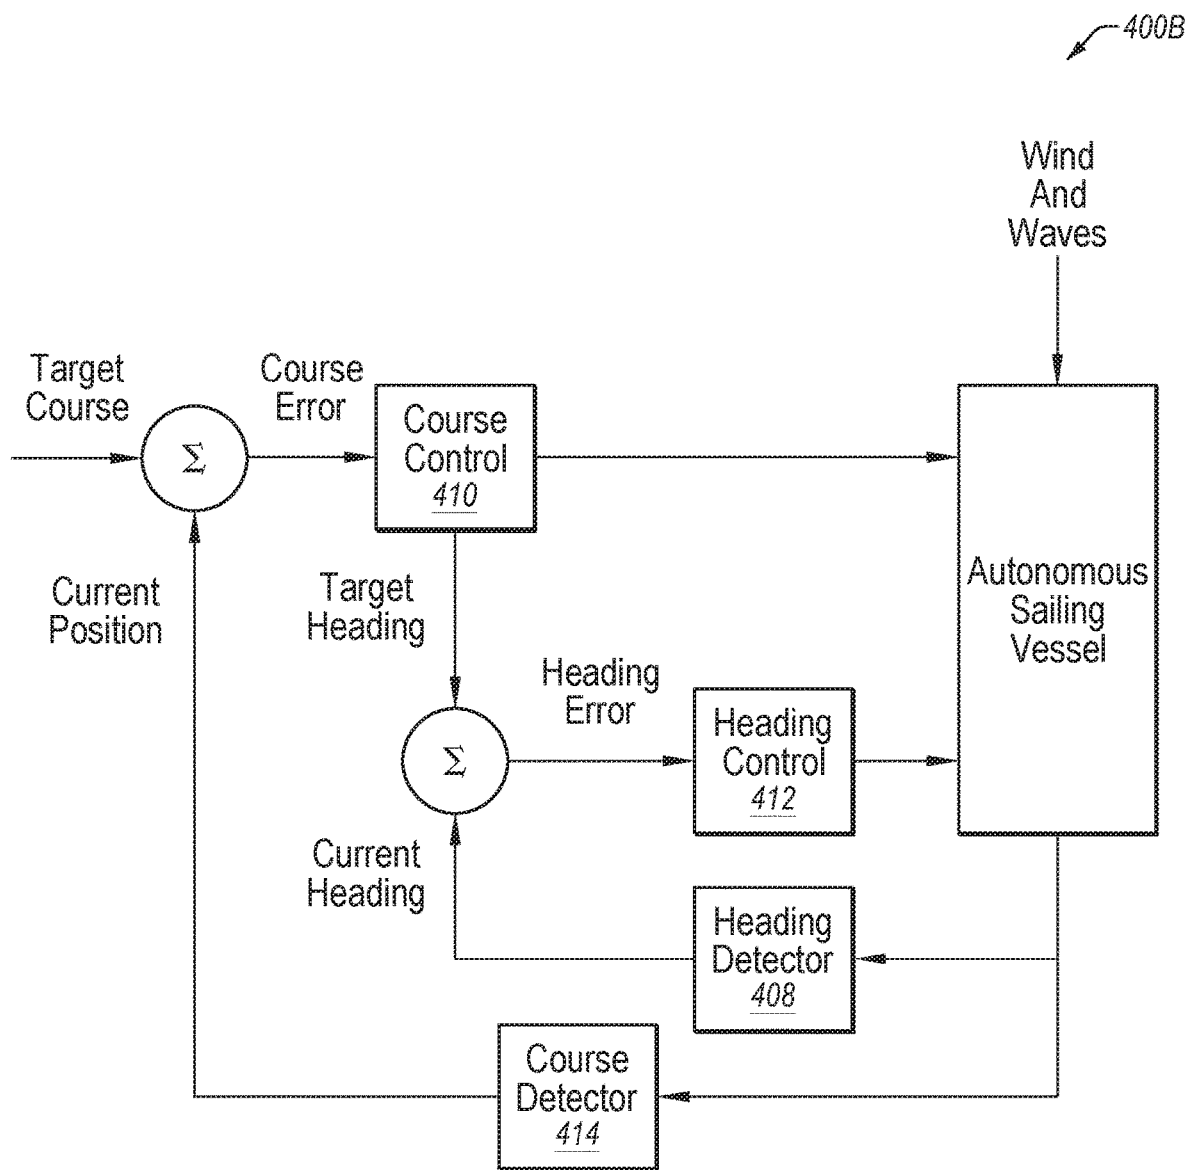 400B
Wind
And
Waves
Target
Course
Course
Error
Course
Control
410
Σ
Current
Position
Target
Heading
Autonomous
Sailing
Vessel
Heading
Error
Heading
Control
412
Σ
Current
Heading
Heading
Detector
408
Course
Detector
414